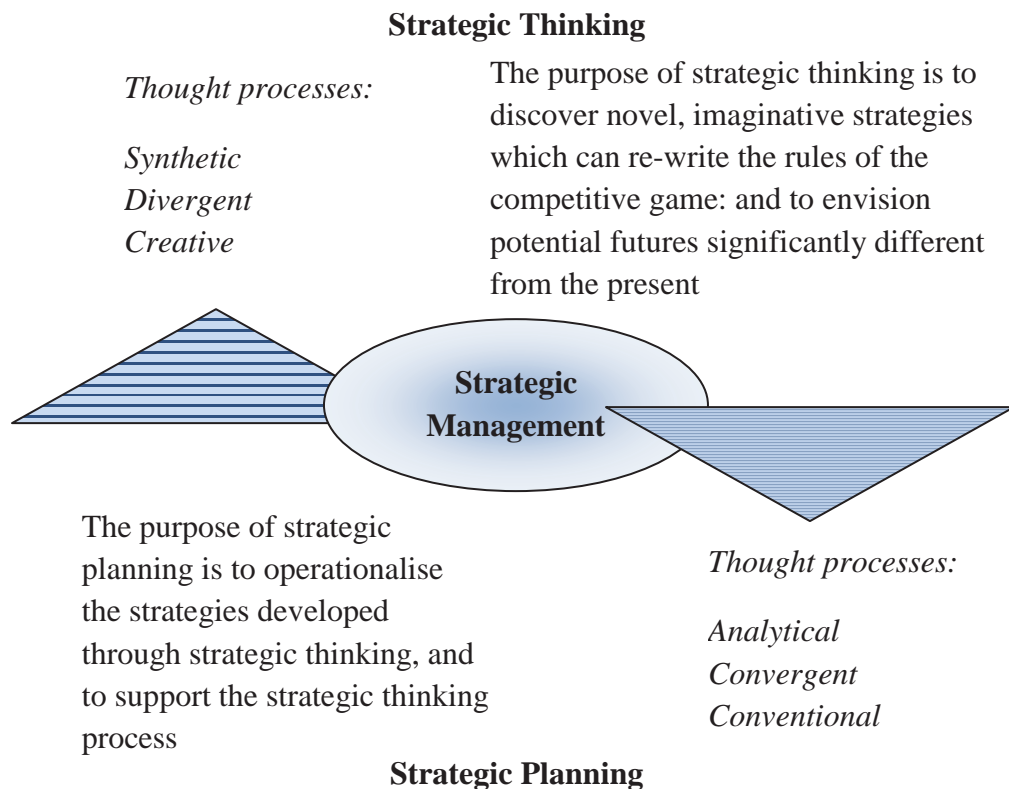 Strategic Thinking
Thought processes:
Synthetic
Divergent
Creative
The purpose of strategic thinking is to
discover novel, imaginative strategies
which can re-write the rules of the
competitive game: and to envision
potential futures significantly different
from the present
Strategic
Management
The purpose of strategic
planning is to operationalise
the strategies developed
through strategic thinking, and
to support the strategic thinking
process
Thought processes:
Analytical
Convergent
Conventional
Strategic Planning